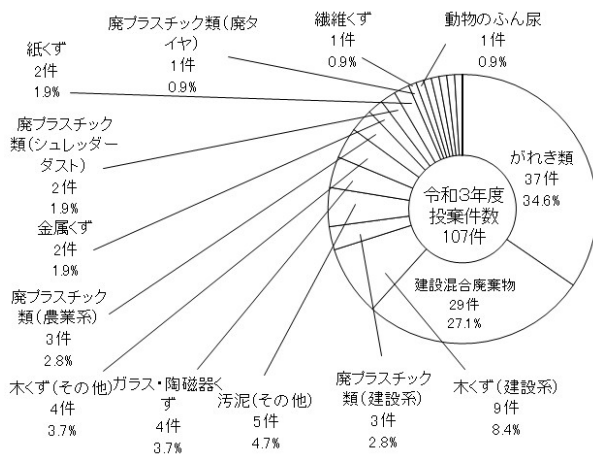 廃プラスチック類(廃タ
イヤ)
1件
0.9%
繊維くず
1件
0.9%
動物のふん尿
1件
0.9%
紙くず
2件
1.9%
廃プラスチック
類(シュレッダー
ダスト)
2件
1.9%
金属くず
2件
1.9%
廃プラスチック
類(農業系)
3件
2.8%
木くず(その他)
4件
3.7%
ガラス・陶磁器く
ず
4件
3.7%
汚泥(その他)
5件
4.7%
廃プラスチック
類(建設系)
3件
2.8%
木くず(建設系)
9件
8.4%
建設混合廃棄物
29件
27.1%
がれき類
37件
34.6%
令和3年度
投棄件数
107件